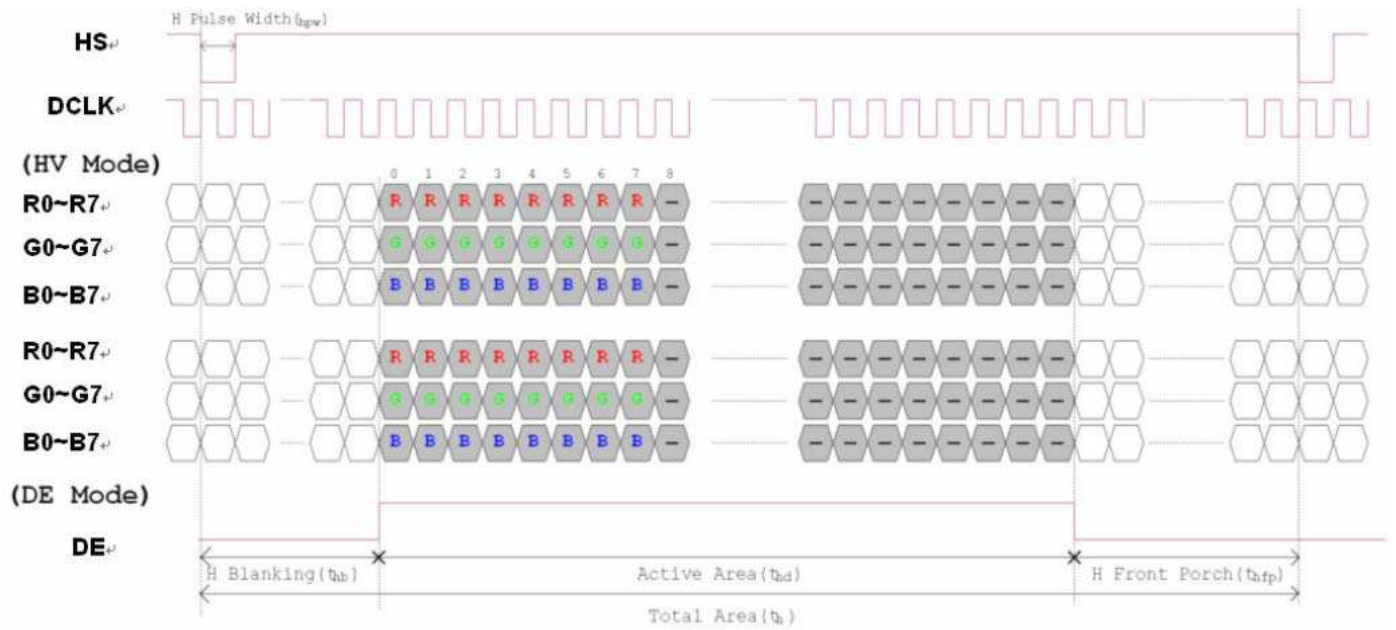 H Pulse Width(thpw)
HS
DCLK
(HV Mode)
0 1 2 3 4 5 6 7 8
R0~R7 R R R R R R R R – – – – – – – – –
G0~G7 G G G G G G G G – – – – – – – – –
B0~B7 B B B B B B B B – – – – – – – – –
R0~R7 R R R R R R R R – – – – – – – – –
G0~G7 G G G G G G G G – – – – – – – – –
B0~B7 B B B B B B B B – – – – – – – – –
(DE Mode)
DE
H Blanking(thb) Active Area(thd) H Front Porch(thfp)
Total Area(th)